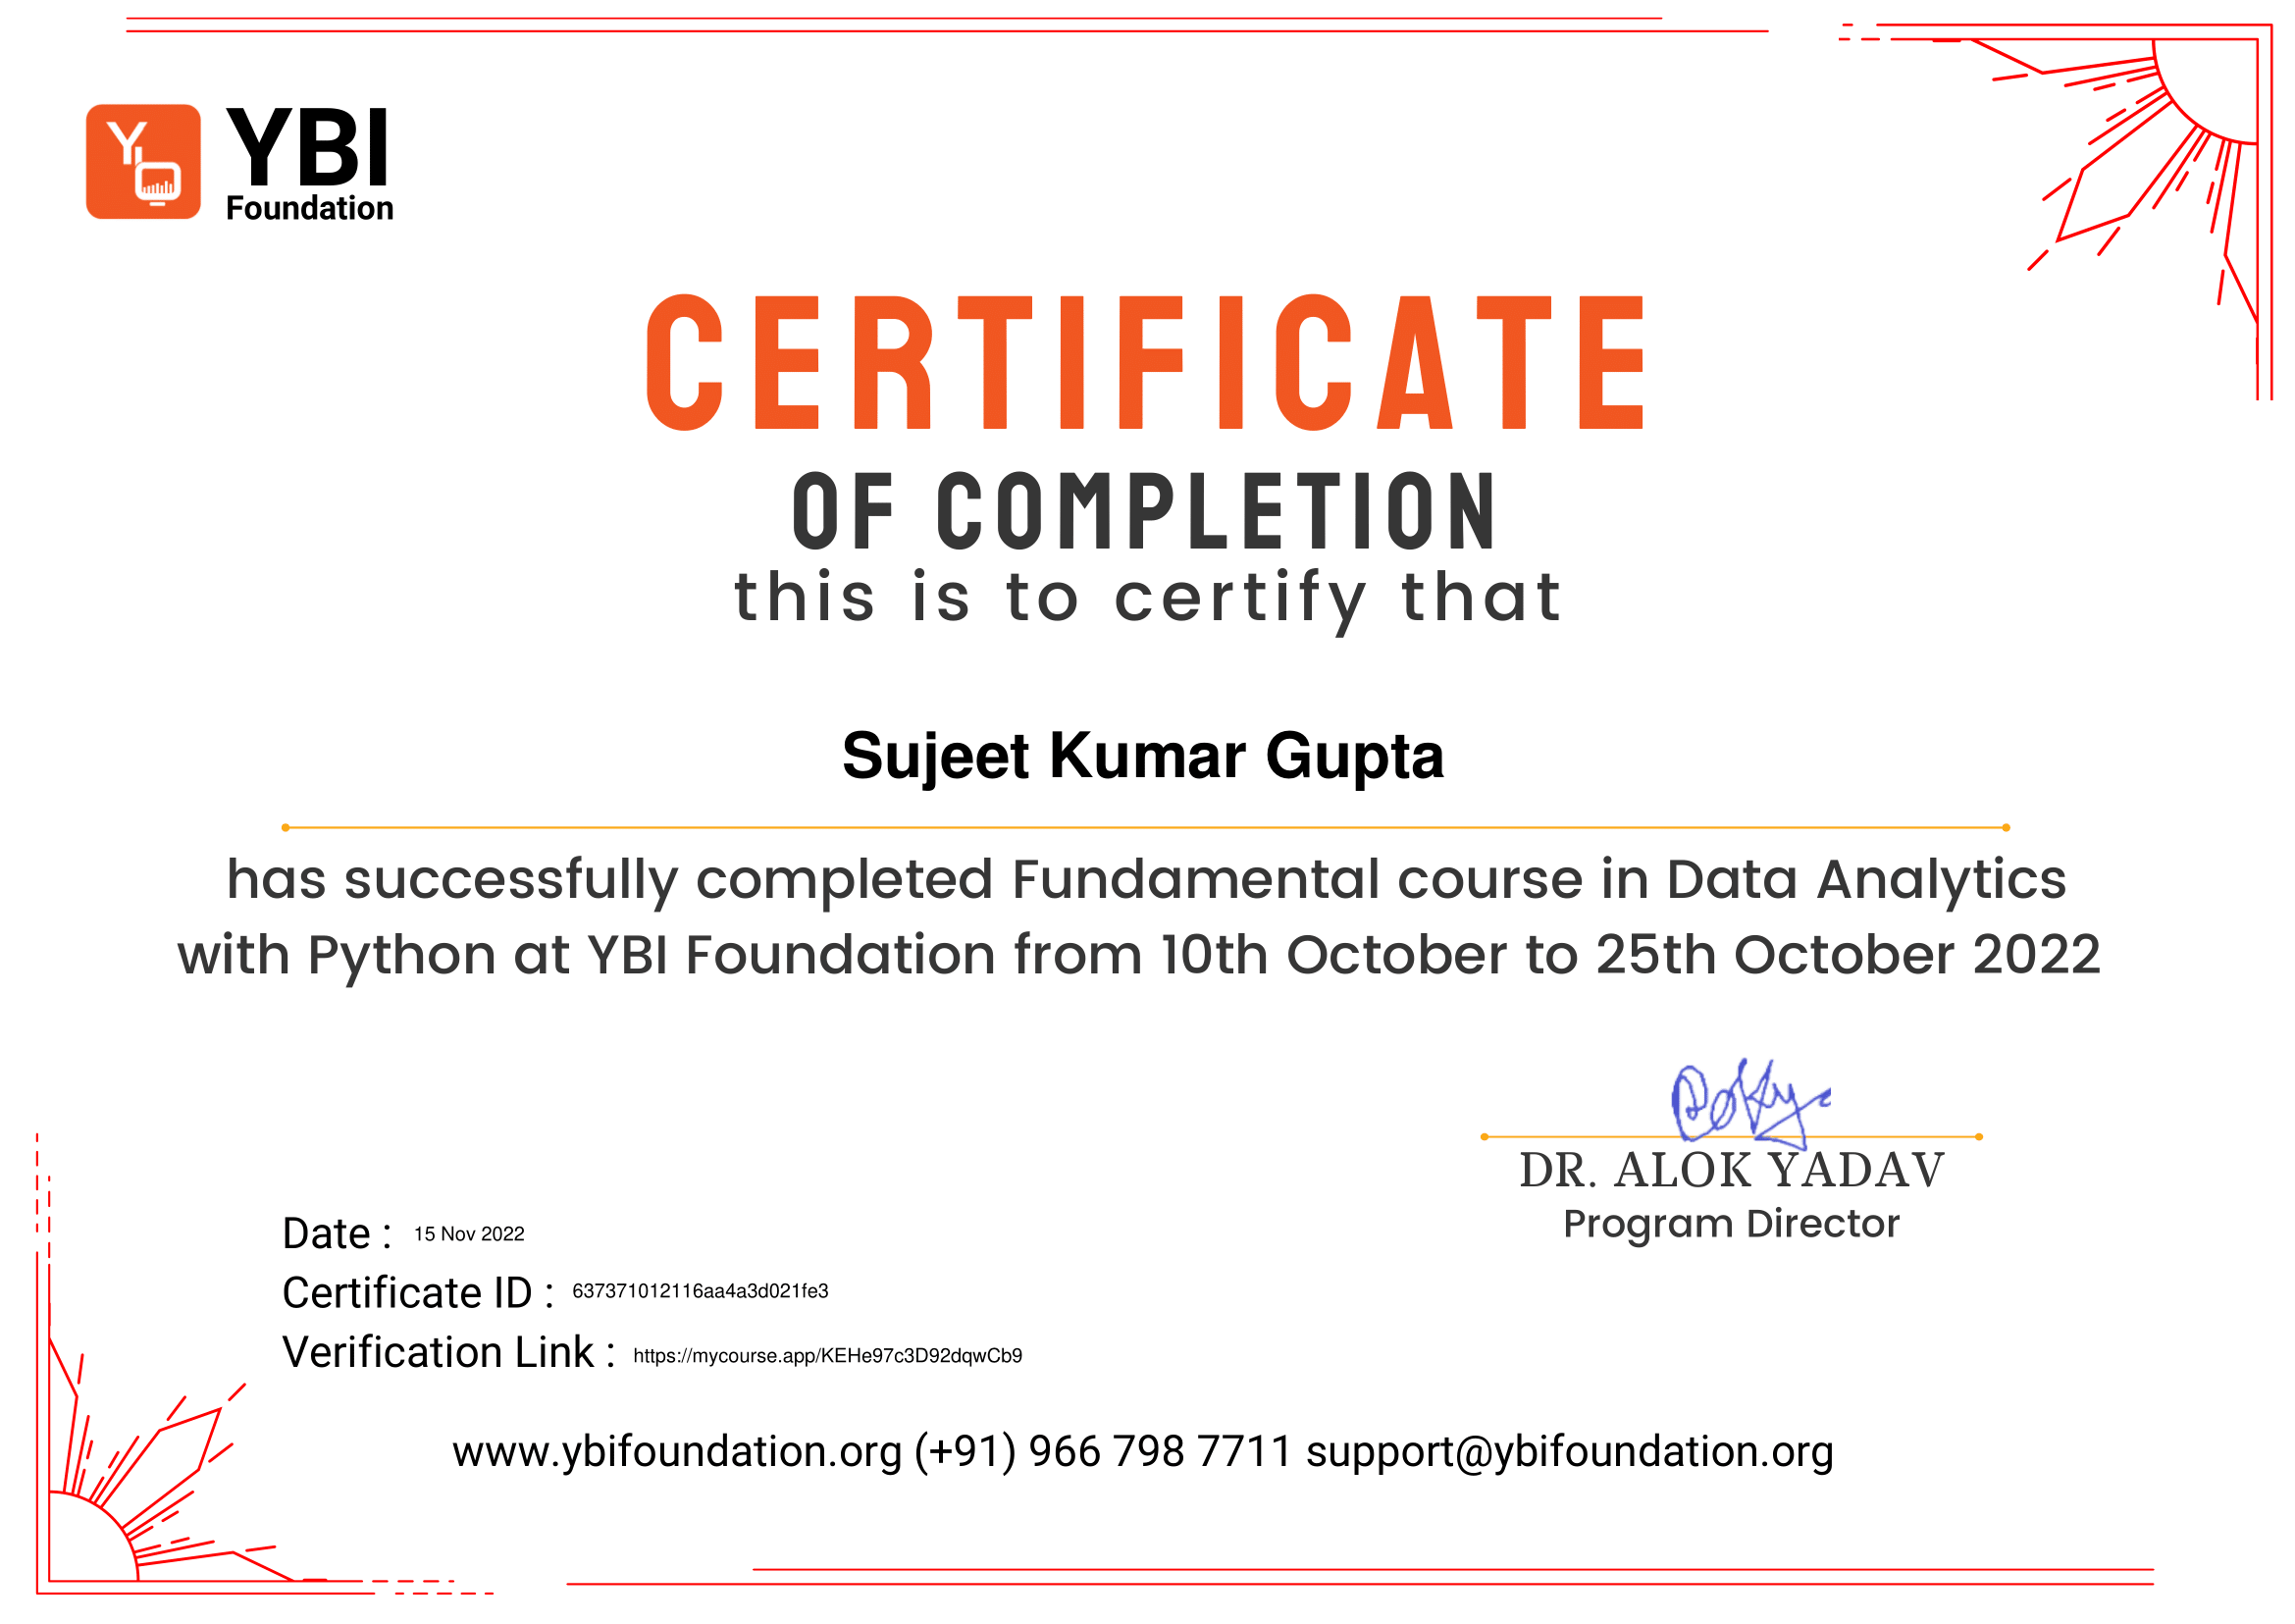 YBI
Foundation
CERTIFICATE
OF COMPLETION
this is to certify that
Sujeet Kumar Gupta
has successfully completed Fundamental course in Data Analytics
with Python at YBI Foundation from 10th October to 25th October 2022
DR. ALOK YADAV
Program Director
Date : 15 Nov 2022
Certificate ID : 637371012116aa4a3d021fe3
Verification Link : https://mycourse.app/KEHe97c3D92dqwCb9
www.ybifoundation.org (+91) 966 798 7711 support@ybifoundation.org